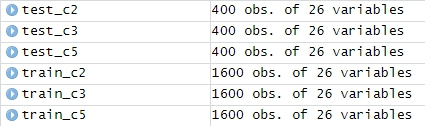 test_c2 400 obs. of 26 variables
test_c3 400 obs. of 26 variables
test_c5 400 obs. of 26 variables
train_c2 1600 obs. of 26 variables
train_c3 1600 obs. of 26 variables
train_c5 1600 obs. of 26 variables